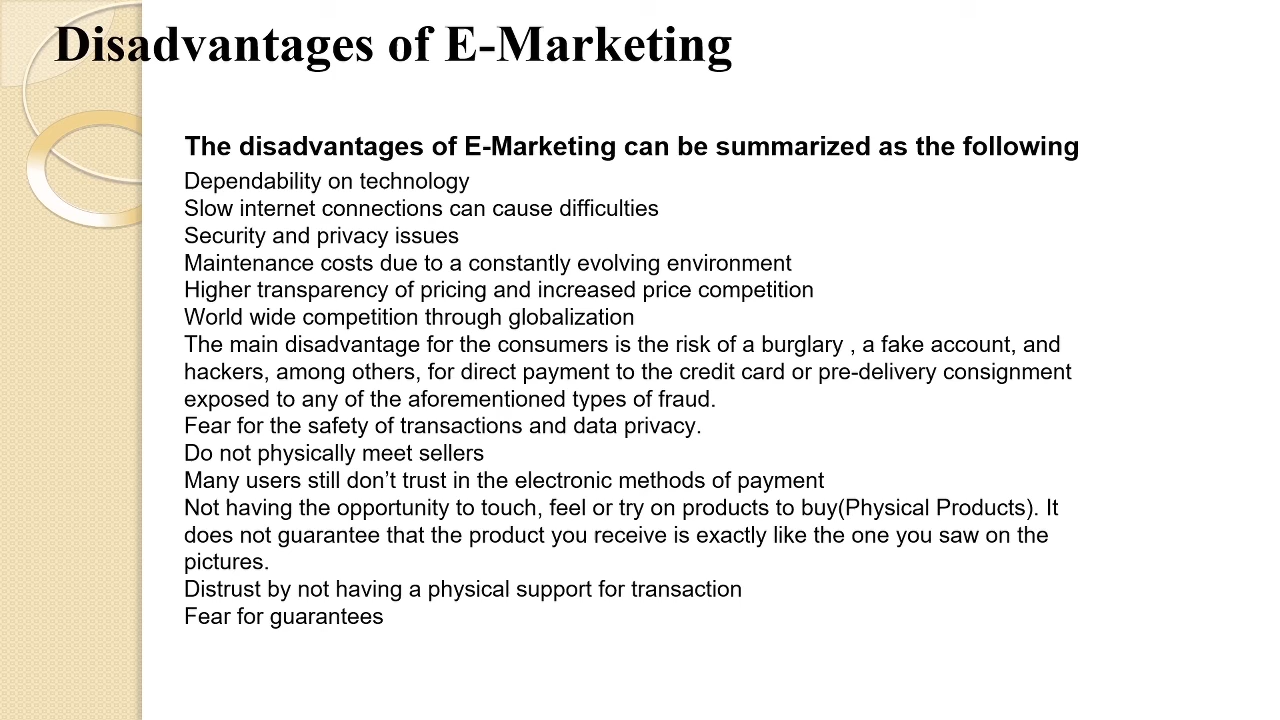 Disadvantages of E-Marketing
The disadvantages of E-Marketing can be summarized as the following
Dependability on technology
Slow internet connections can cause difficulties
Security and privacy issues
Maintenance costs due to a constantly evolving environment
Higher transparency of pricing and increased price competition
World wide competition through globalization
The main disadvantage for the consumers is the risk of a burglary , a fake account, and
hackers, among others, for direct payment to the credit card or pre-delivery consignment
exposed to any of the aforementioned types of fraud.
Fear for the safety of transactions and data privacy.
Do not physically meet sellers
Many users still don’t trust in the electronic methods of payment
Not having the opportunity to touch, feel or try on products to buy(Physical Products). It
does not guarantee that the product you receive is exactly like the one you saw on the
pictures.
Distrust by not having a physical support for transaction
Fear for guarantees